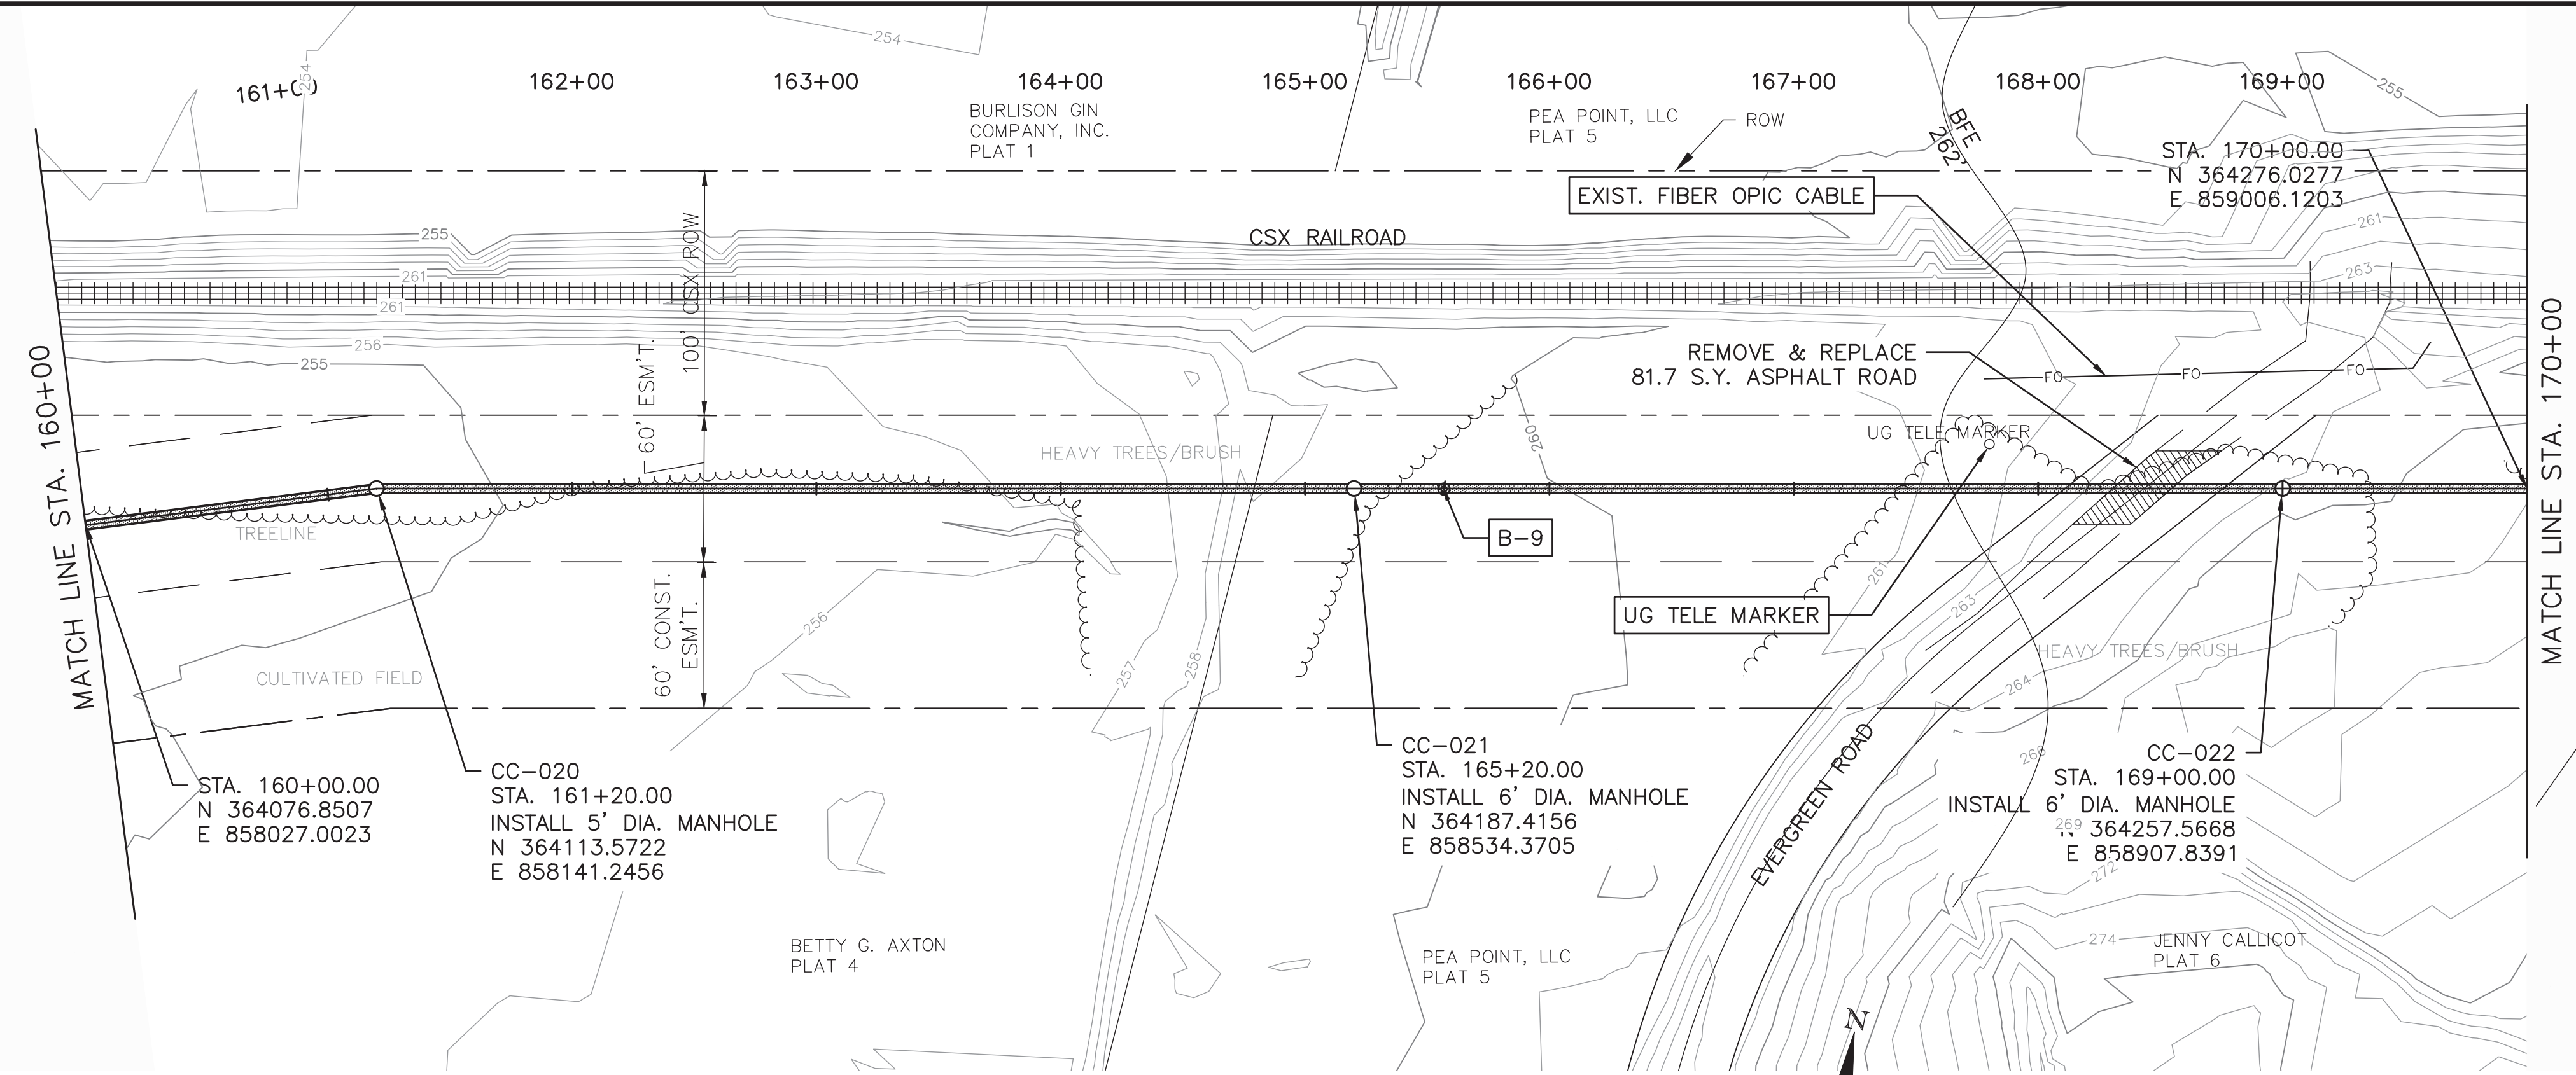 254
254
161+00
162+00
163+00
164+00
165+00
166+00
167+00
168+00
169+00
255
BURLISON GIN
COMPANY, INC.
PLAT 1
PEA POINT, LLC
PLAT 5
ROW
BFE
262'
STA. 170+00.00
N 364276.0277
E 859006.1203
EXIST. FIBER OPIC CABLE
255
CSX RAILROAD
261
261
263
261
256
255
100' CSX RROW
60' ESM'T.
60' CONST.
ESM'T.
REMOVE & REPLACE
81.7 S.Y. ASPHALT ROAD
FO
FO
FO
MATCH LINE STA. 160+00
MATCH LINE STA. 170+00
HEAVY TREES/BRUSH
260
UG TELE MARKER
TREELINE
B-9
261
263
UG TELE MARKER
256
257
258
CULTIVATED FIELD
HEAVY TREES/BRUSH
264
266
STA. 160+00.00
N 364076.8507
E 858027.0023
CC-020
STA. 161+20.00
INSTALL 5' DIA. MANHOLE
N 364113.5722
E 858141.2456
CC-021
STA. 165+20.00
INSTALL 6' DIA. MANHOLE
N 364187.4156
E 858534.3705
EVERGREEN ROAD
CC-022
STA. 169+00.00
INSTALL 6' DIA. MANHOLE
269
N 364257.5668
E 858907.8391
272
274
BETTY G. AXTON
PLAT 4
PEA POINT, LLC
PLAT 5
JENNY CALLICOT
PLAT 6
N